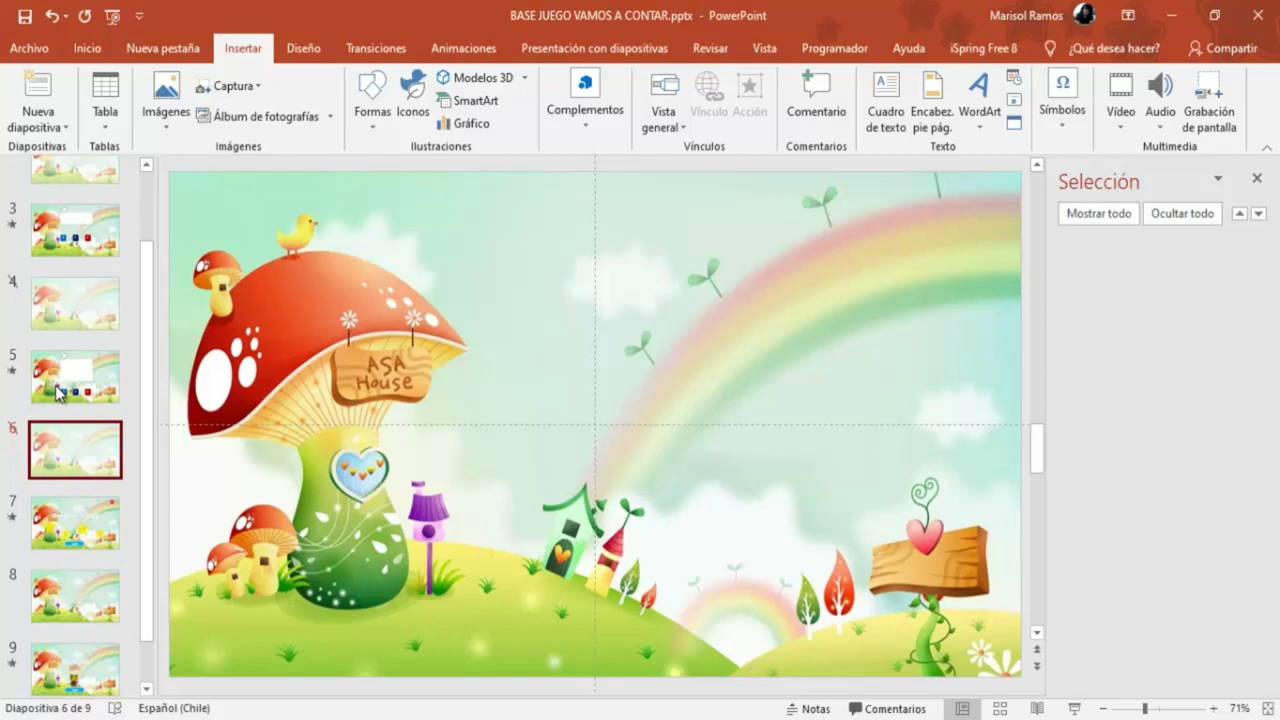 BASE JUEGO VAMOS A CONTAR.pptx - PowerPoint
Marisol Ramos
Archivo Inicio Nueva pestaña Insertar Diseño Transiciones Animaciones Presentación con diapositivas Revisar Vista Programador Ayuda iSpring Free 8 ¿Qué desea hacer? Compartir
Nueva diapositiva
Tabla
Imágenes
Captura
Álbum de fotografías
Formas
Iconos
Modelos 3D
SmartArt
Gráfico
Complementos
Vista general
Vínculo
Acción
Comentario
Cuadro de texto
Encabez. pie pág.
WordArt
Símbolos
Vídeo
Audio
Grabación de pantalla
Diapositivas Tablas Imágenes Ilustraciones Vínculos Comentarios Texto Multimedia
3
4
5
6
7
8
9
ASA
House
Selección
Mostrar todo Ocultar todo
Diapositiva 6 de 9 Español (Chile) Notas Comentarios 71%